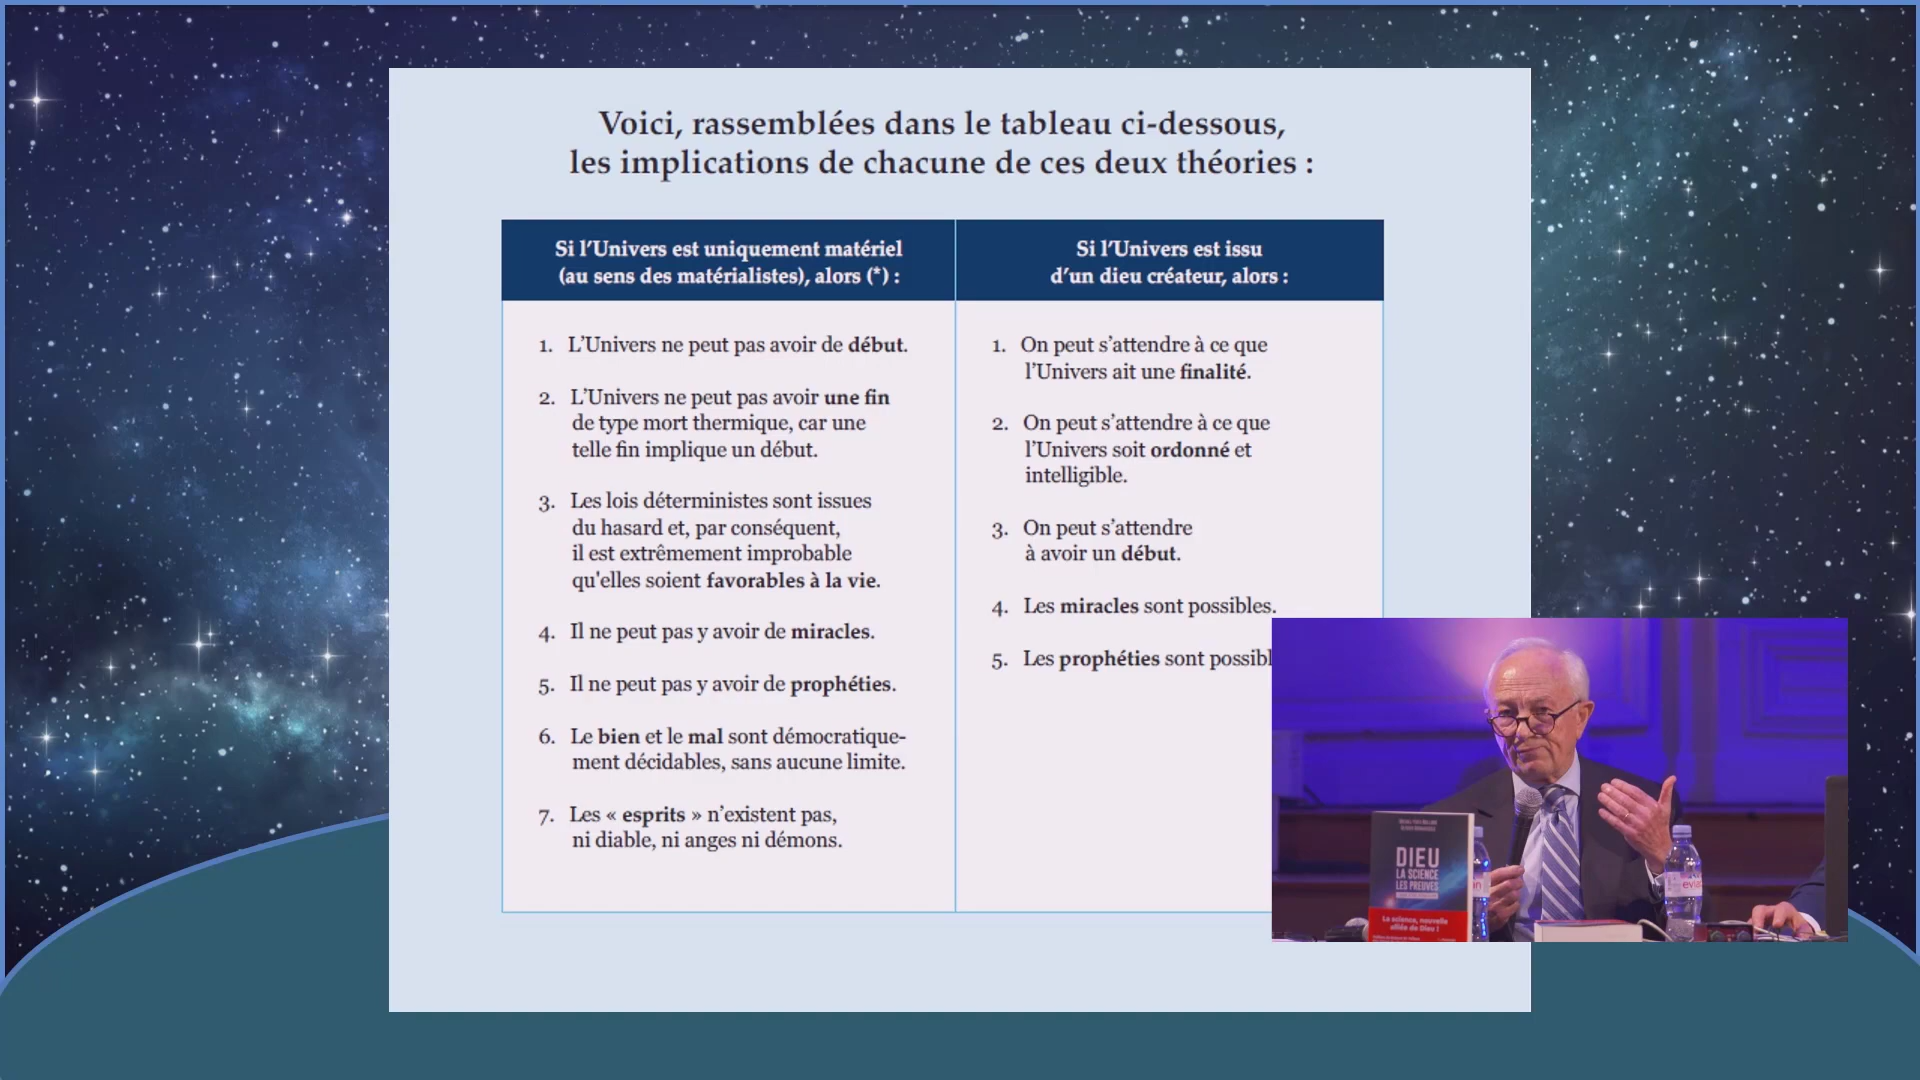 Voici, rassemblées dans le tableau ci-dessous,
les implications de chacune de ces deux théories :
Si l'Univers est uniquement matériel
(au sens des matérialistes), alors (*) :
1. L'Univers ne peut pas avoir de début.
2. L'Univers ne peut pas avoir une fin
de type mort thermique, car une
telle fin implique un début.
3. Les lois déterministes sont issues
du hasard et, par conséquent,
il est extrêmement improbable
qu'elles soient favorables à la vie.
4. Il ne peut pas y avoir de miracles.
5. Il ne peut pas y avoir de prophéties.
6. Le bien et le mal sont démocratique-
ment décidables, sans aucune limite.
7. Les « esprits » n'existent pas,
ni diable, ni anges ni démons.
Si l'Univers est issu
d'un dieu créateur, alors :
1. On peut s'attendre à ce que
l'Univers ait une finalité.
2. On peut s'attendre à ce que
l'Univers soit ordonné et
intelligible.
3. On peut s'attendre
à avoir un début.
4. Les miracles sont possibles.
5. Les prophéties sont possibl
DIEU
LA SCIENCE
LES PREUVES
La science, nouvelle
alliée de Dieu !
evia